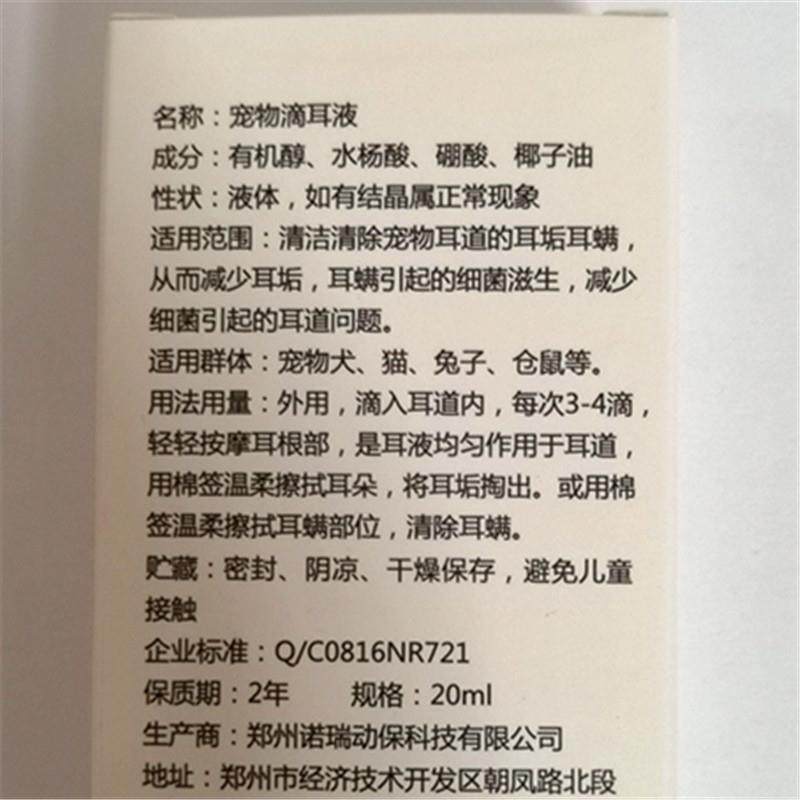 名称：宠物滴耳液
成分：有机醇、水杨酸、硼酸、椰子油
性状：液体，如有结晶属正常现象
适用范围：清洁清除宠物耳道的耳垢耳螨，
从而减少耳垢，耳螨引起的细菌滋生，减少
细菌引起的耳道问题。
适用群体：宠物犬、猫、兔子、仓鼠等。
用法用量：外用，滴入耳道内，每次3-4滴，
轻轻按摩耳根部，是耳液均匀作用于耳道，
用棉签温柔擦拭耳朵，将耳垢掏出。或用棉
签温柔擦拭耳螨部位，清除耳螨。
贮藏：密封、阴凉、干燥保存，避免儿童
接触
企业标准：Q/C0816NR721
保质期：2年 规格：20ml
生产商：郑州诺瑞动保科技有限公司
地址：郑州市经济技术开发区朝凤路北段